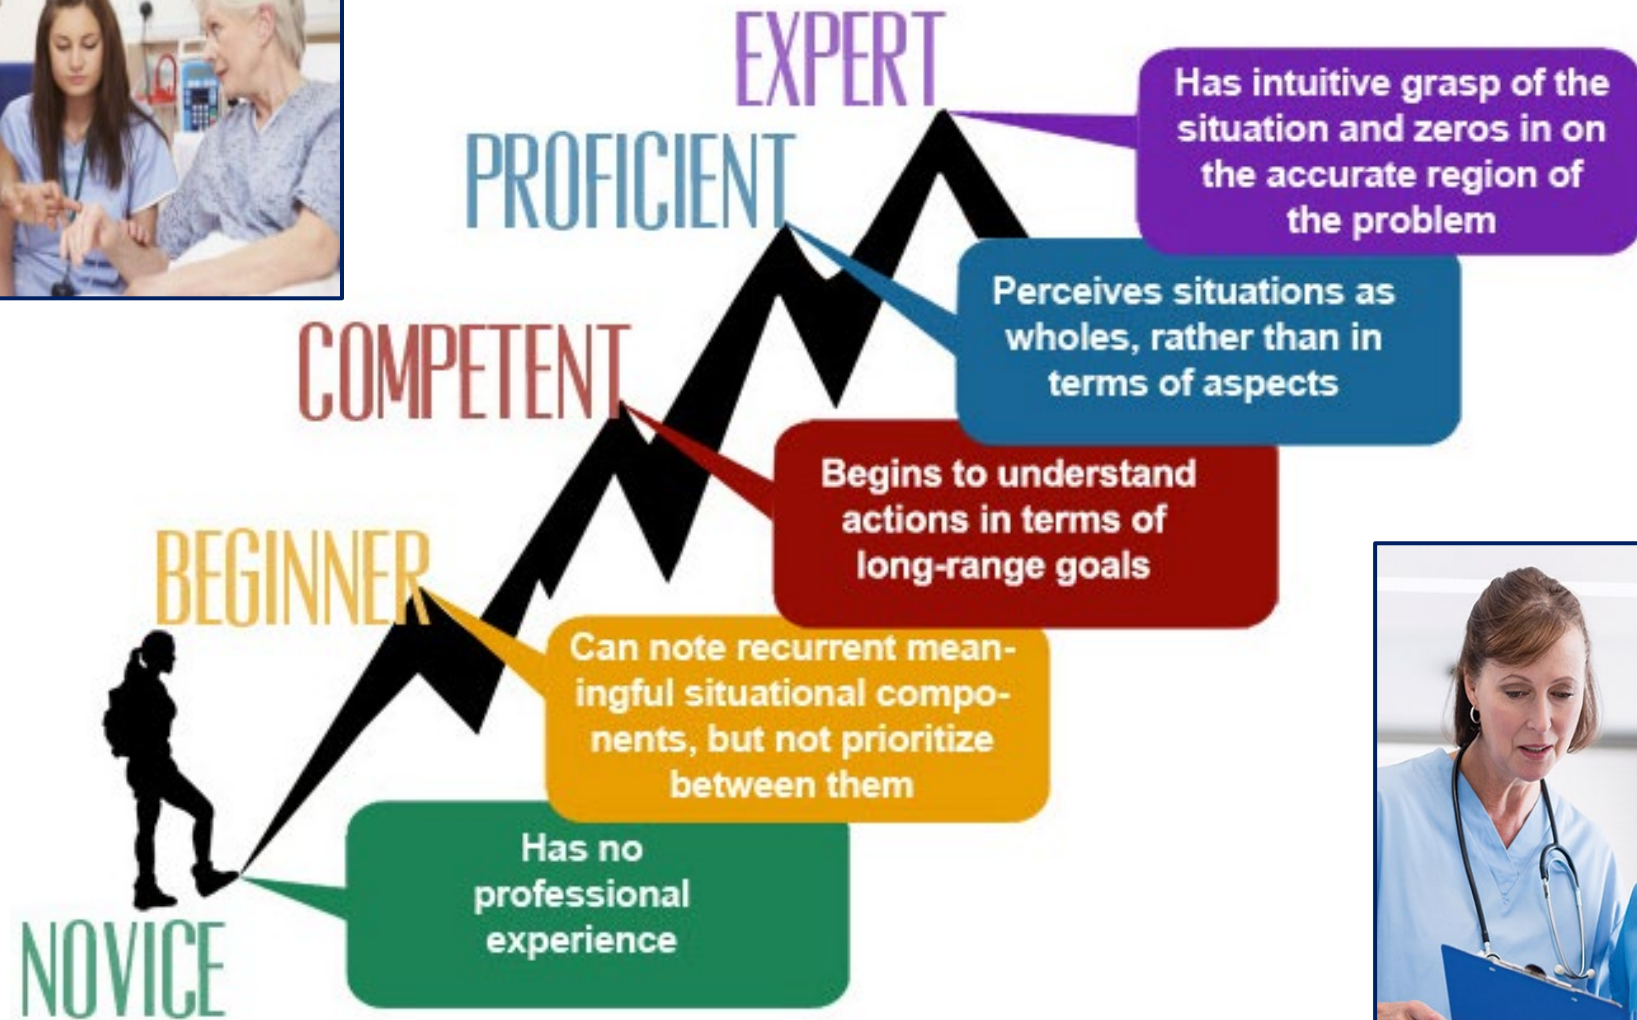 EXPERT
Has intuitive grasp of the
situation and zeros in on
the accurate region of
the problem
PROFICIENT
Perceives situations as
wholes, rather than in
terms of aspects
COMPETENT
Begins to understand
actions in terms of
long-range goals
BEGINNER
Can note recurrent mean-
ingful situational compo-
nents, but not prioritize
between them
Has no
professional
experience
NOVICE